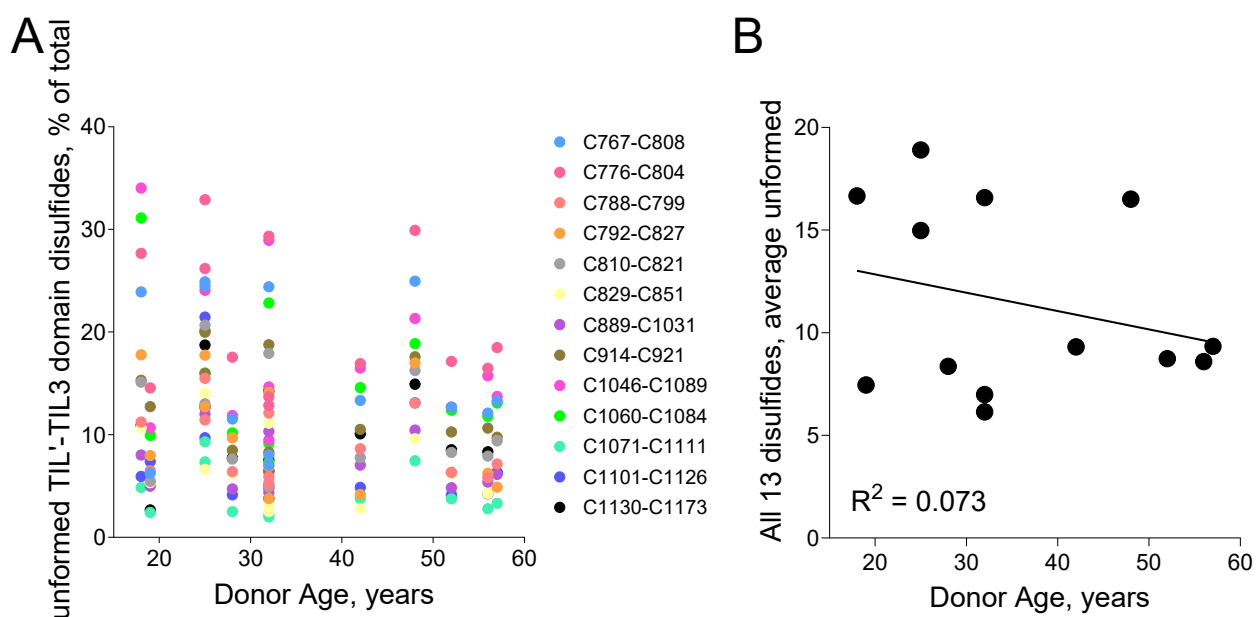 A
unformed TIL'-TIL3 domain disulfides, % of total
40
30
20
10
0
20 30 40 50 60
Donor Age, years
C767-C808
C776-C804
C788-C799
C792-C827
C810-C821
C829-C851
C889-C1031
C914-C921
C1046-C1089
C1060-C1084
C1071-C1111
C1101-C1126
C1130-C1173
B
All 13 disulfides, average unformed
20
15
10
5
0
R² = 0.073
20 30 40 50 60
Donor Age, years